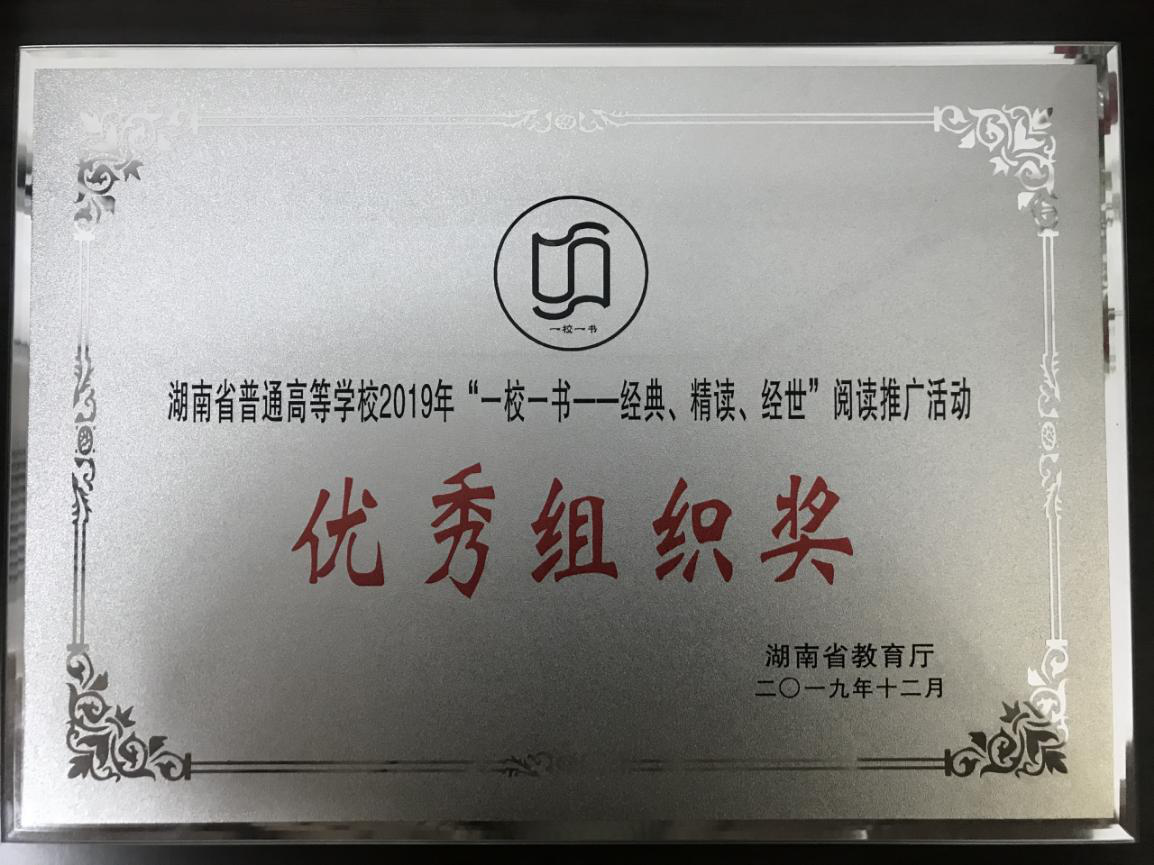 一校一书
湖南省普通高等学校2019年“一校一书——经典、精读、经世”阅读推广活动
优秀组织奖
湖南省教育厅
二〇一九年十二月